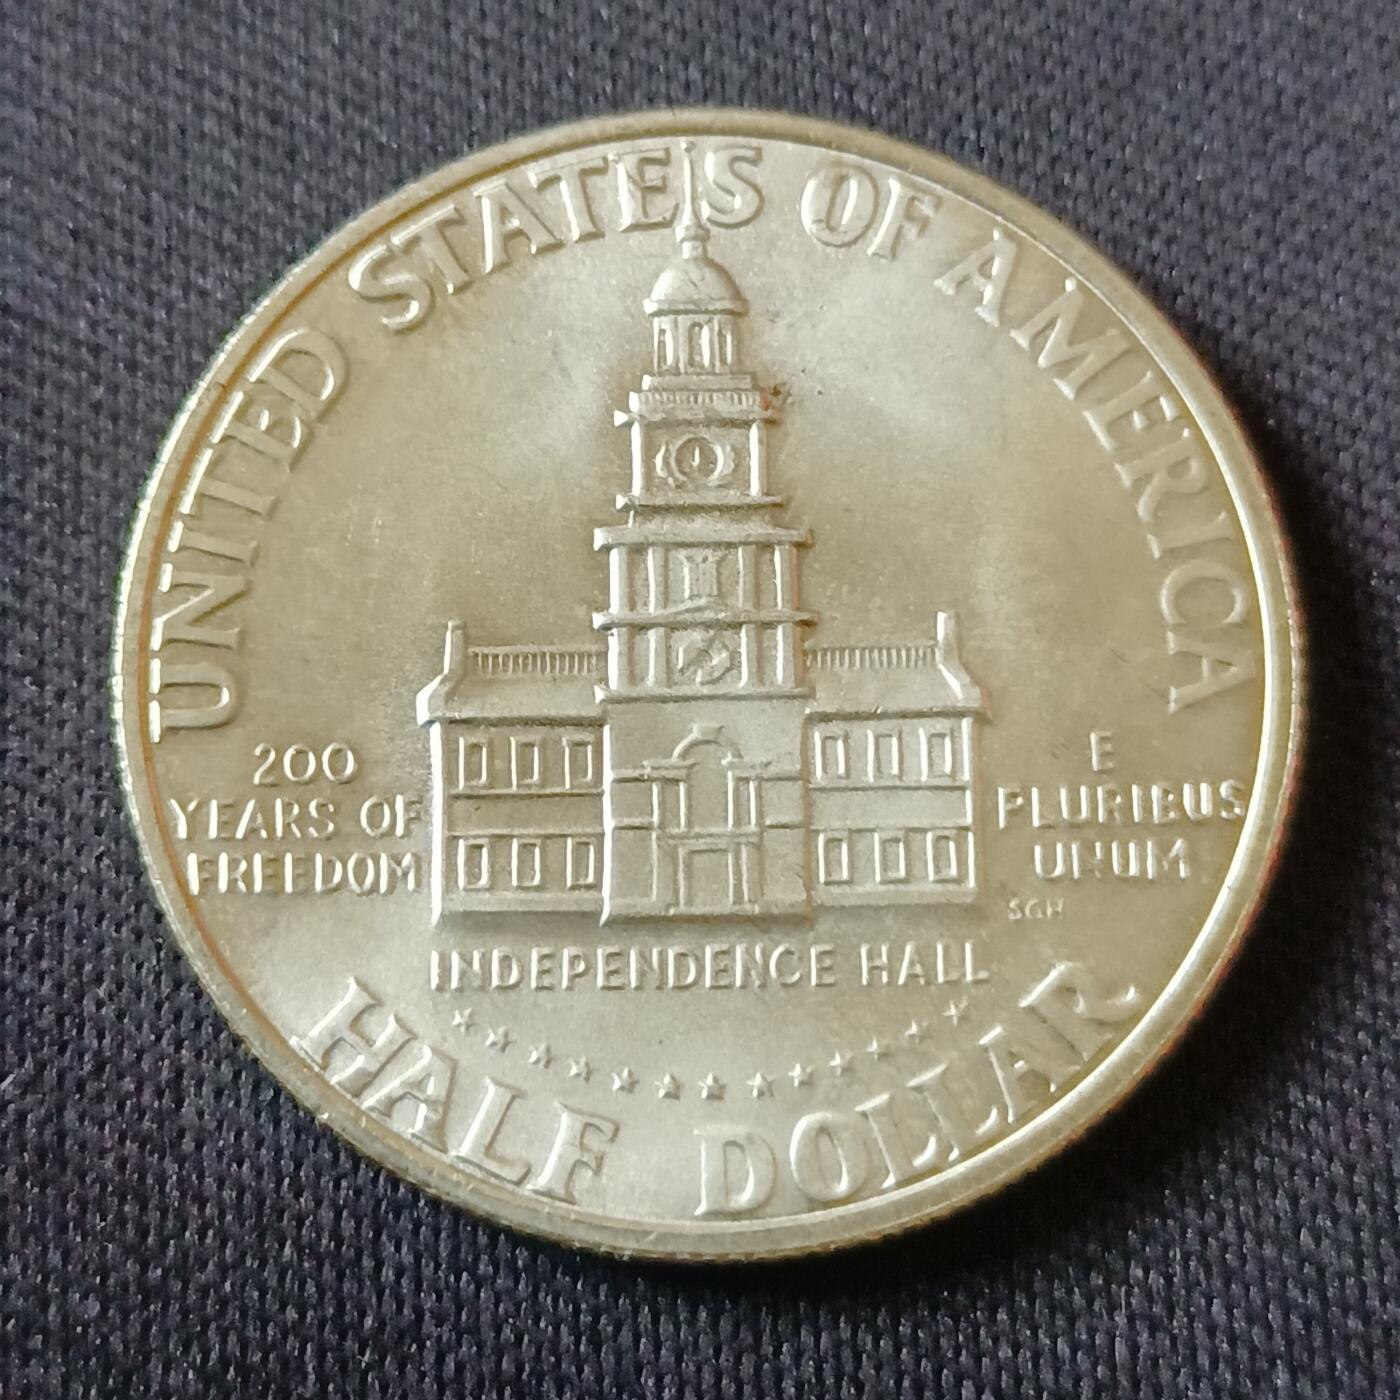 UNITED STATES OF AMERICA
200
YEARS OF
FREEDOM
E
PLURIBUS
UNUM
SGH
INDEPENDENCE HALL
HALF DOLLAR